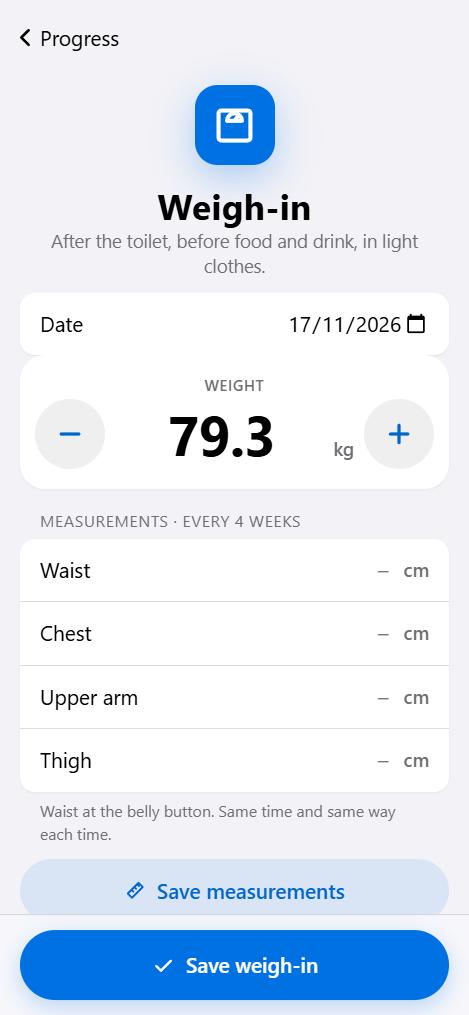 Progress
Weigh-in
After the toilet, before food and drink, in light
clothes.
Date 17/11/2026
WEIGHT
79.3 kg
MEASUREMENTS · EVERY 4 WEEKS
Waist – cm
Chest – cm
Upper arm – cm
Thigh – cm
Waist at the belly button. Same time and same way
each time.
Save measurements
Save weigh-in